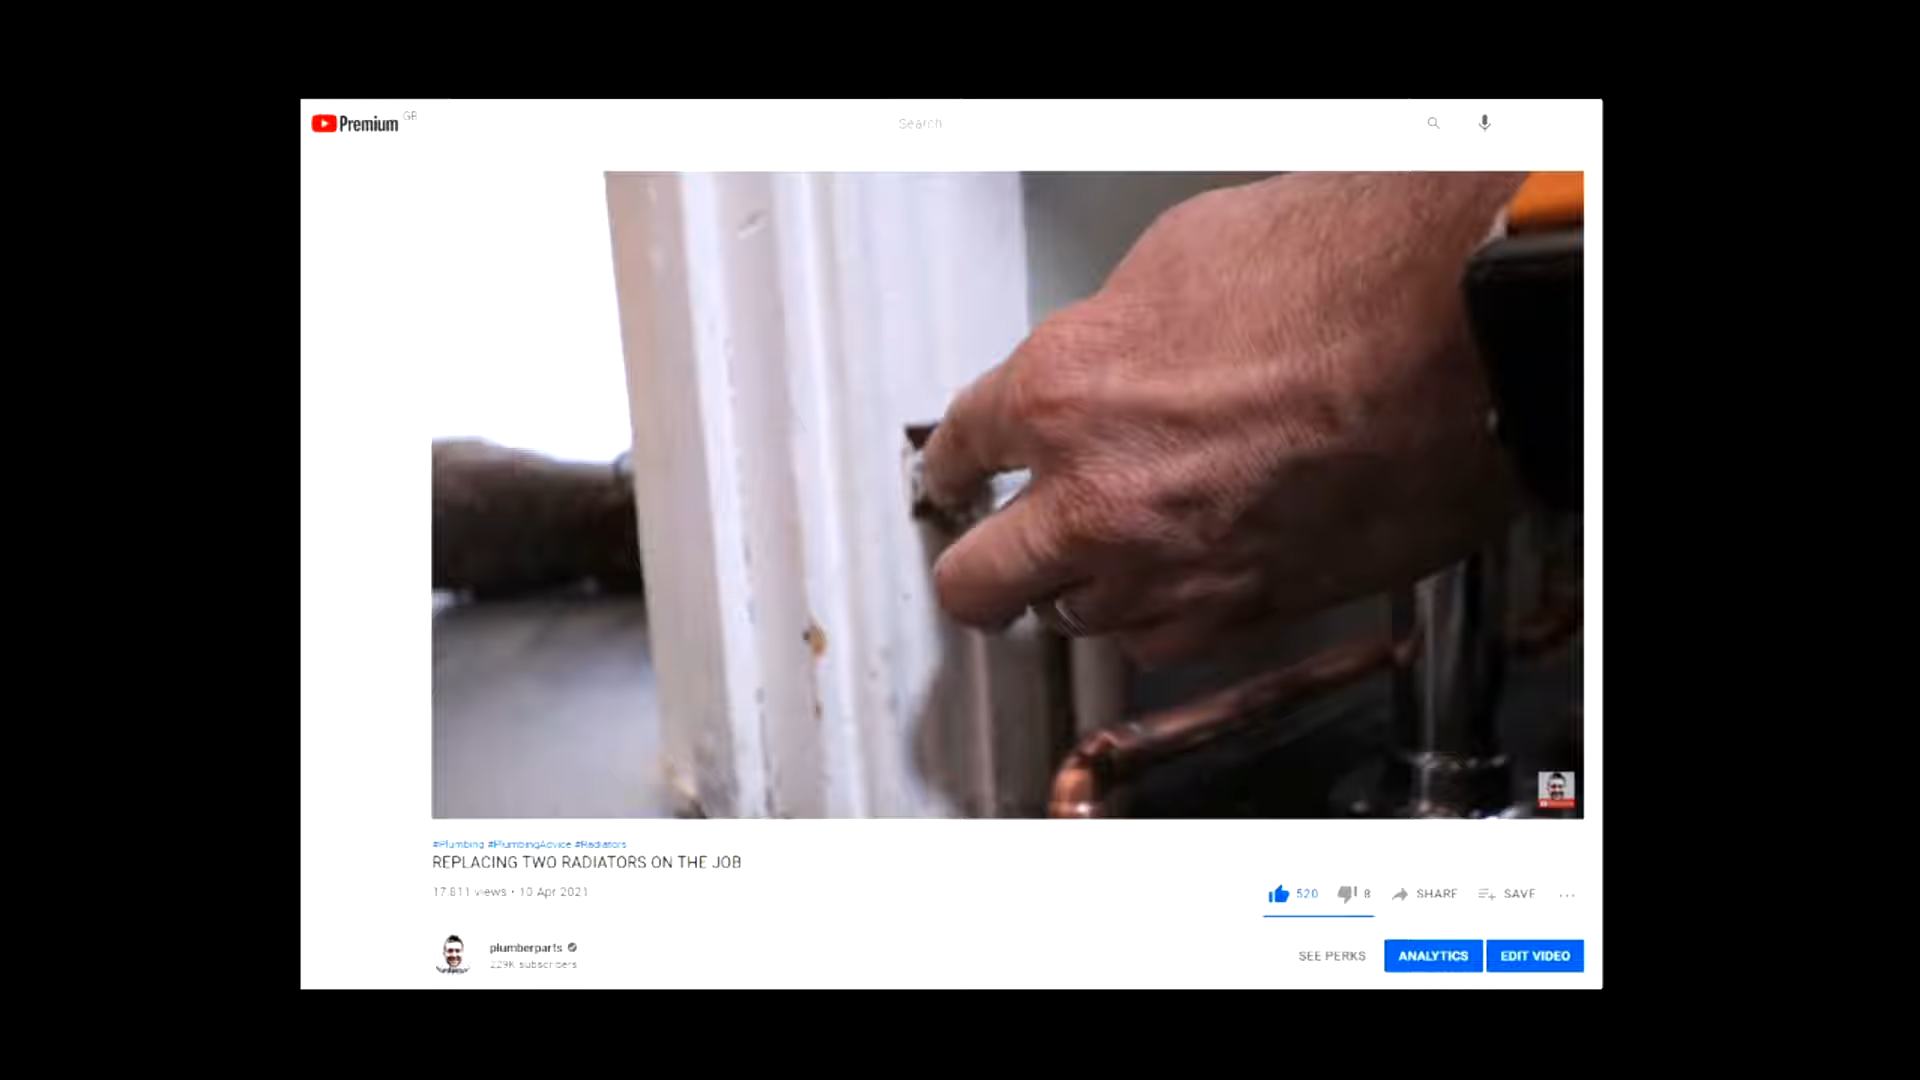 Premium GB
Search
#Plumbing #PlumbingAdvice #Radiators
REPLACING TWO RADIATORS ON THE JOB
17,811 views • 10 Apr 2021
520 8 SHARE SAVE ...
plumberparts
229K subscribers
SEE PERKS ANALYTICS EDIT VIDEO